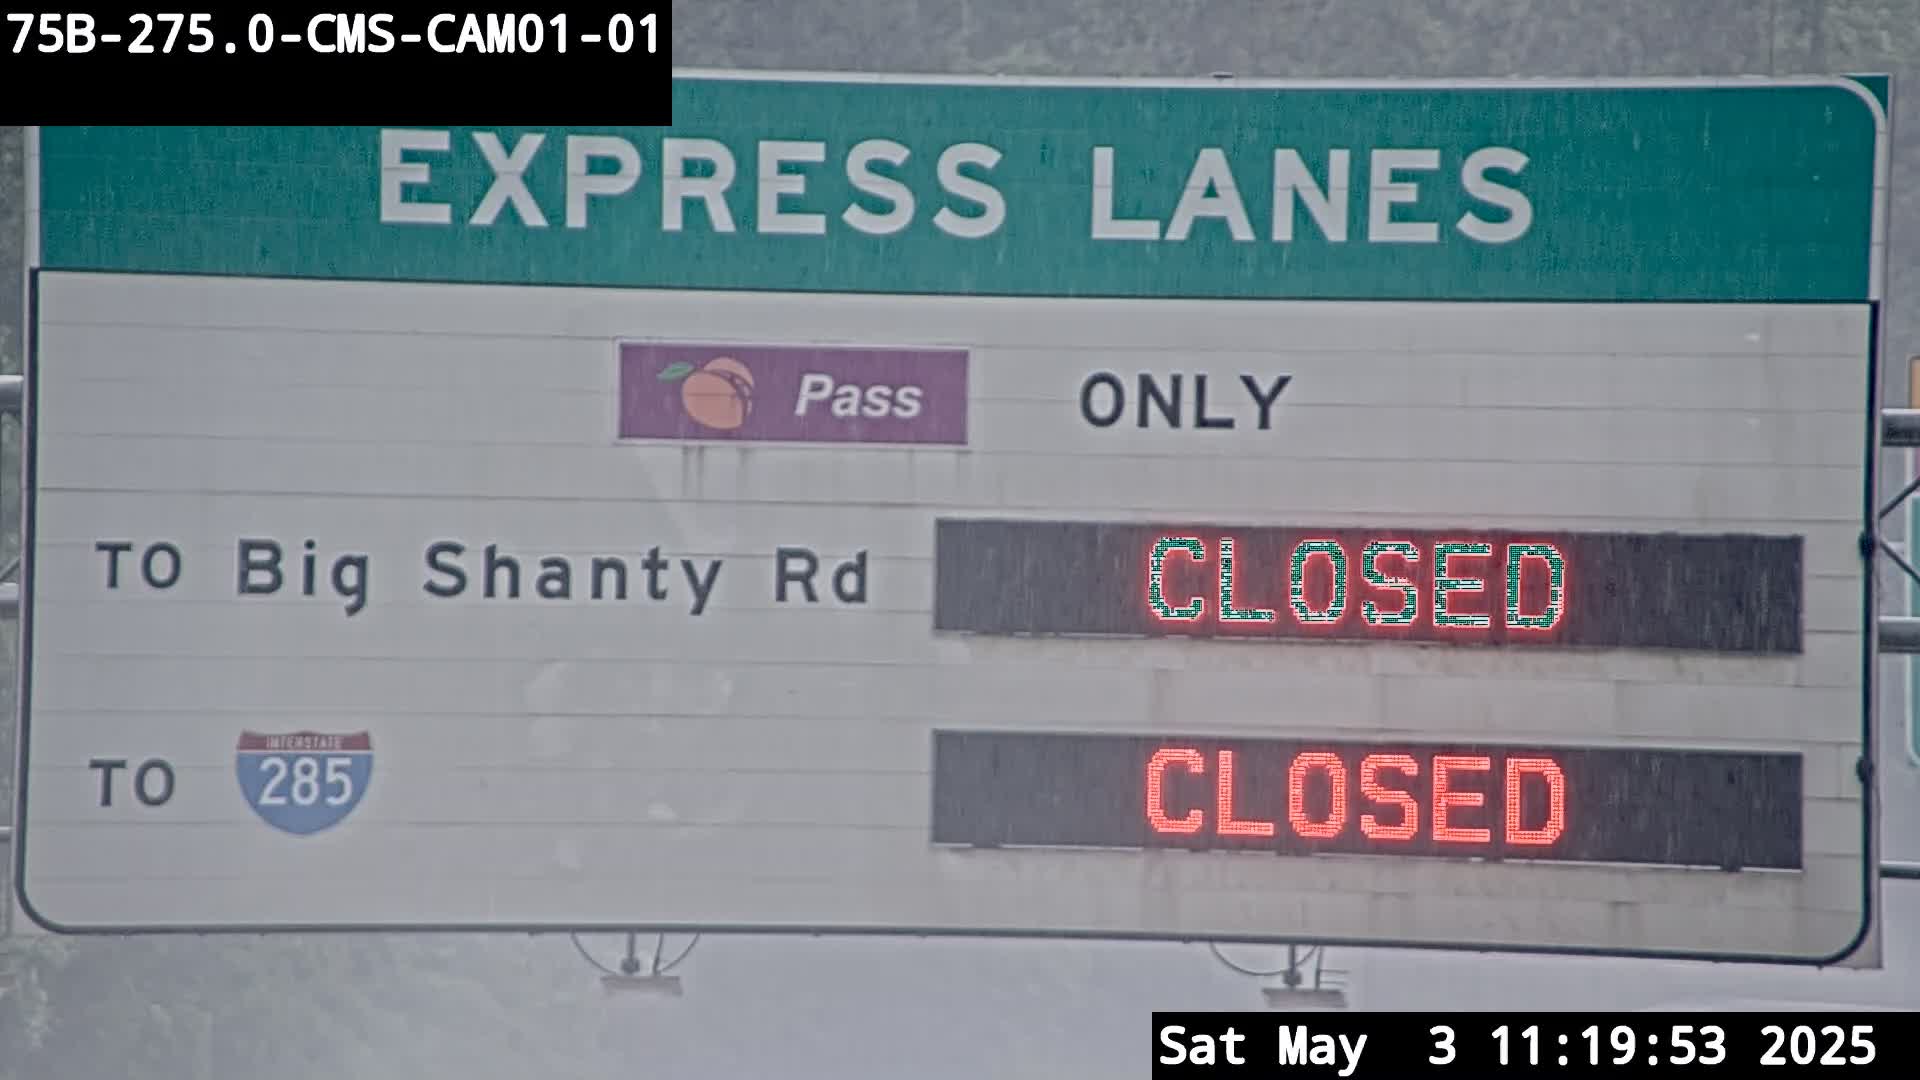 75B-275.0-CMS-CAM01-01
EXPRESS LANES
Pass ONLY
TO Big Shanty Rd CLOSED
TO INTERSTATE 285 CLOSED
Sat May 3 11:19:53 2025